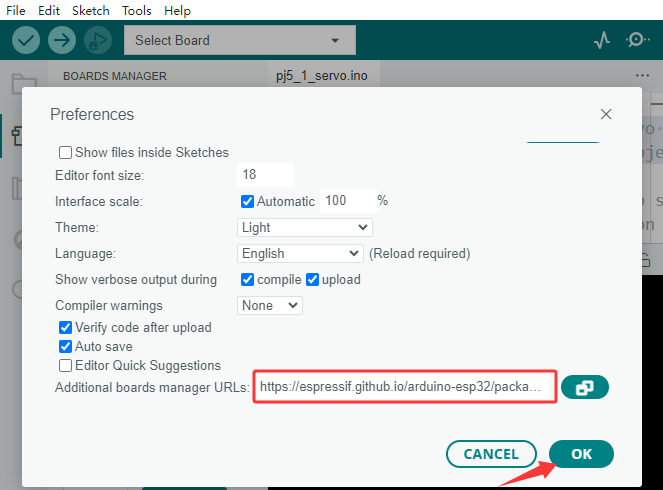 File Edit Sketch Tools Help
Select Board
BOARDS MANAGER pj5_1_servo.ino ...
Preferences
Show files inside Sketches
Editor font size: 18
Interface scale: Automatic 100 %
Theme: Light
Language: English (Reload required)
Show verbose output during compile upload
Compiler warnings None
Verify code after upload
Auto save
Editor Quick Suggestions
Additional boards manager URLs: https://espressif.github.io/arduino-esp32/packa...
CANCEL OK